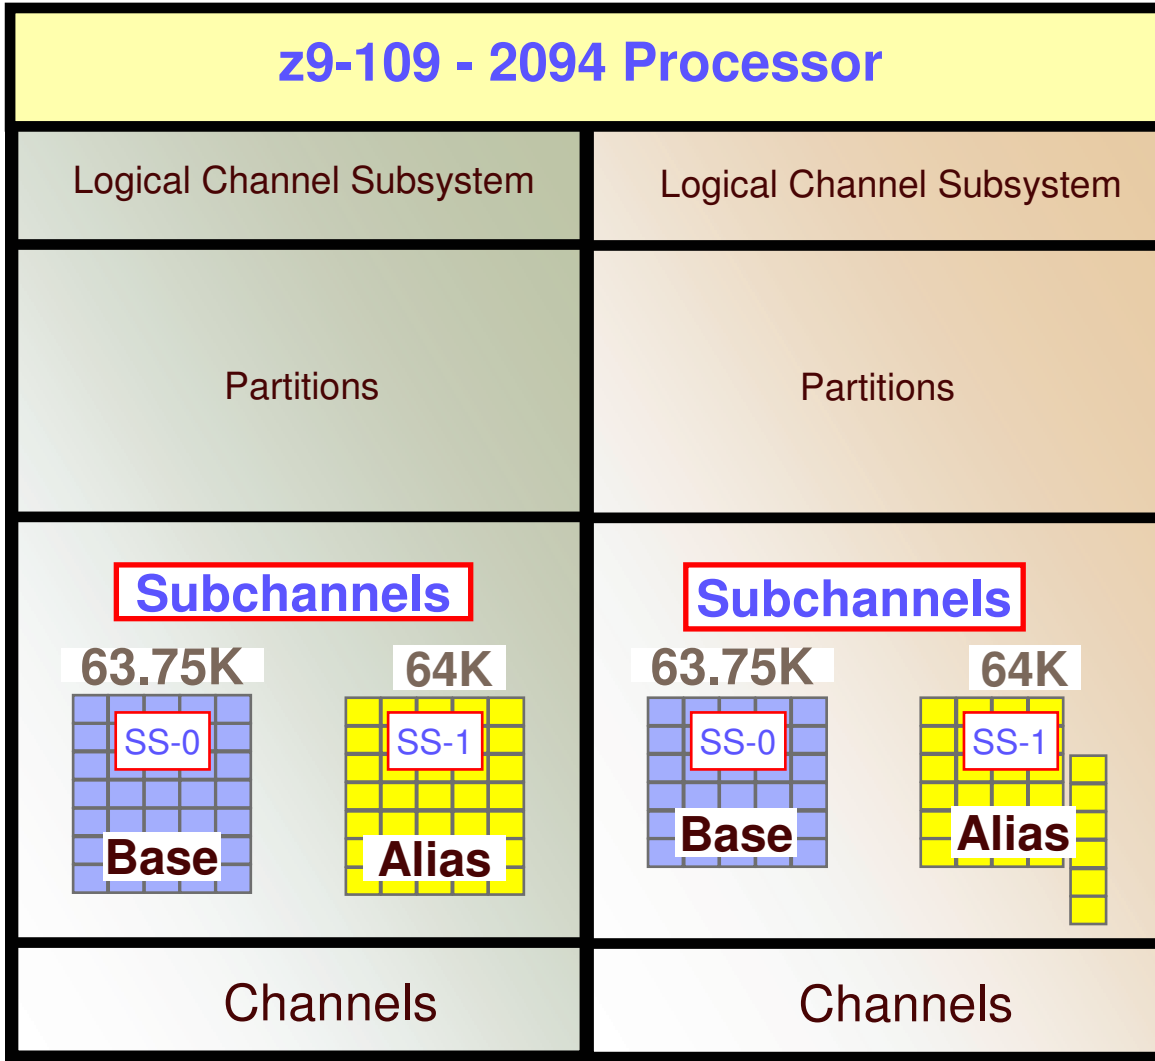 z9-109 - 2094 Processor
Logical Channel Subsystem
Logical Channel Subsystem
Partitions
Partitions
Subchannels
63.75K
64K
SS-0
SS-1
Base
Alias
Subchannels
63.75K
64K
SS-0
SS-1
Base
Alias
Channels
Channels